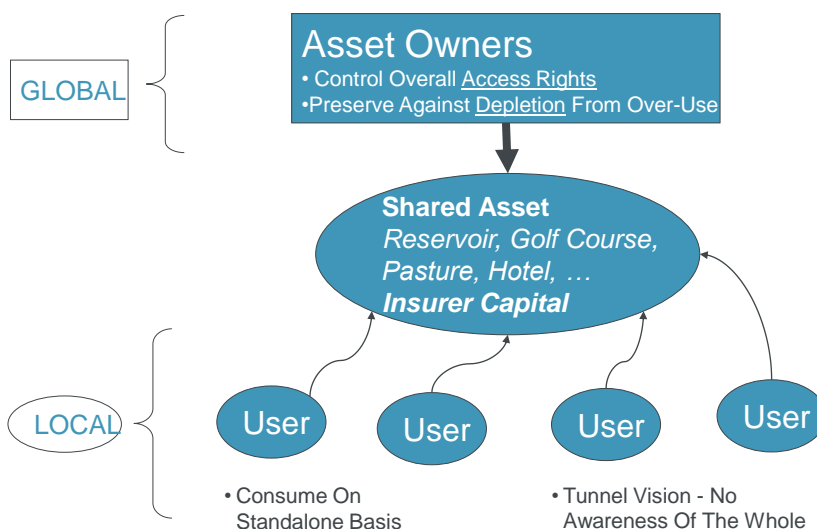 Asset Owners
• Control Overall Access Rights
•Preserve Against Depletion From Over-Use
GLOBAL
Shared Asset
Reservoir, Golf Course,
Pasture, Hotel, …
Insurer Capital
User
User
User
User
LOCAL
• Consume On
Standalone Basis
• Tunnel Vision - No
Awareness Of The Whole